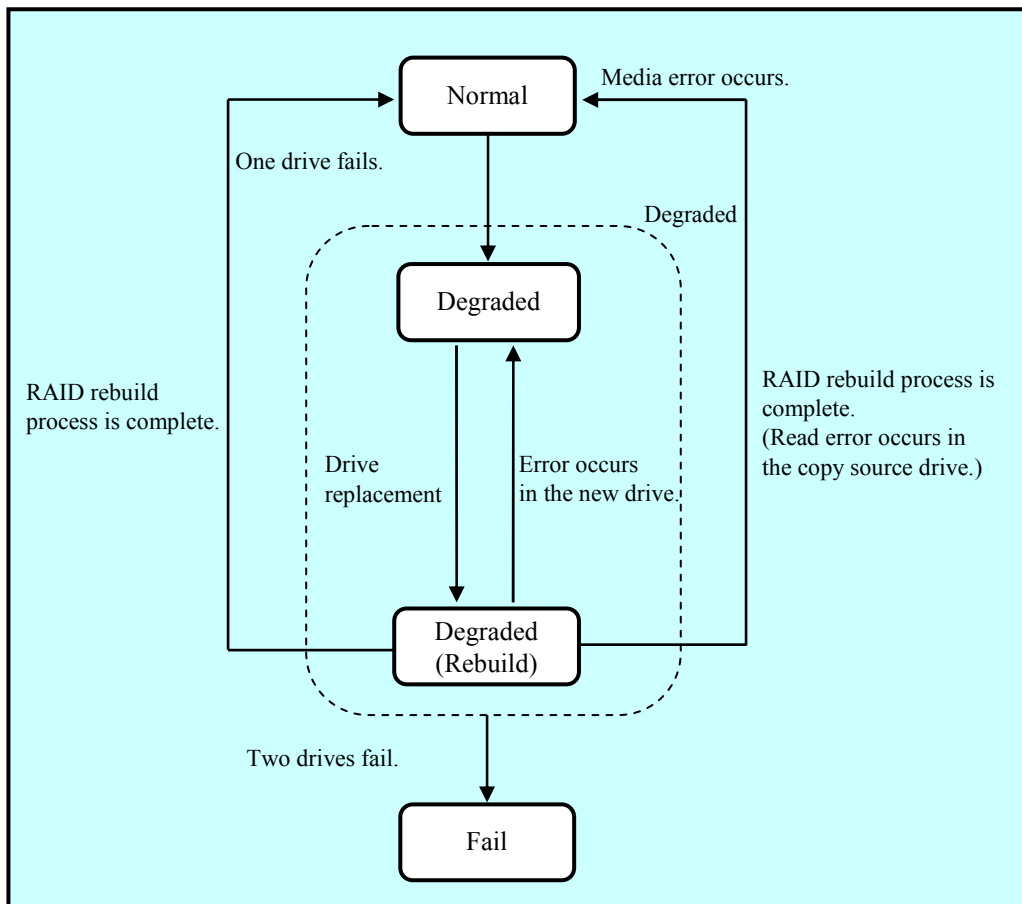 Normal
Media error occurs.
One drive fails.
Degraded
Degraded
RAID rebuild
process is complete.
RAID rebuild process is
complete.
(Read error occurs in
the copy source drive.)
Drive
replacement
Error occurs
in the new drive.
Degraded
(Rebuild)
Two drives fail.
Fail